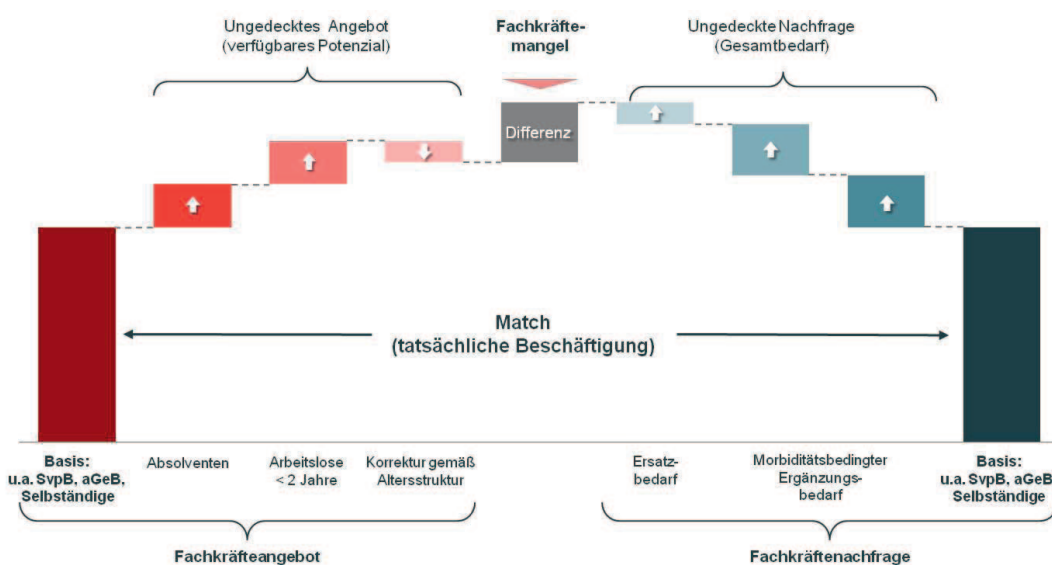 Ungedecktes Angebot
(verfügbares Potenzial)
Fachkräfte-
mangel
Ungedeckte Nachfrage
(Gesamtbedarf)
Differenz
Match
(tatsächliche Beschäftigung)
Basis:
u.a. SvpB, aGeB,
Selbständige
Absolventen
Arbeitslose
< 2 Jahre
Korrektur gemäß
Altersstruktur
Ersatz-
bedarf
Morbiditätsbedingter
Ergänzungs-
bedarf
Basis:
u.a. SvpB, aGeB
Selbständige
Fachkräfteangebot
Fachkräftenachfrage